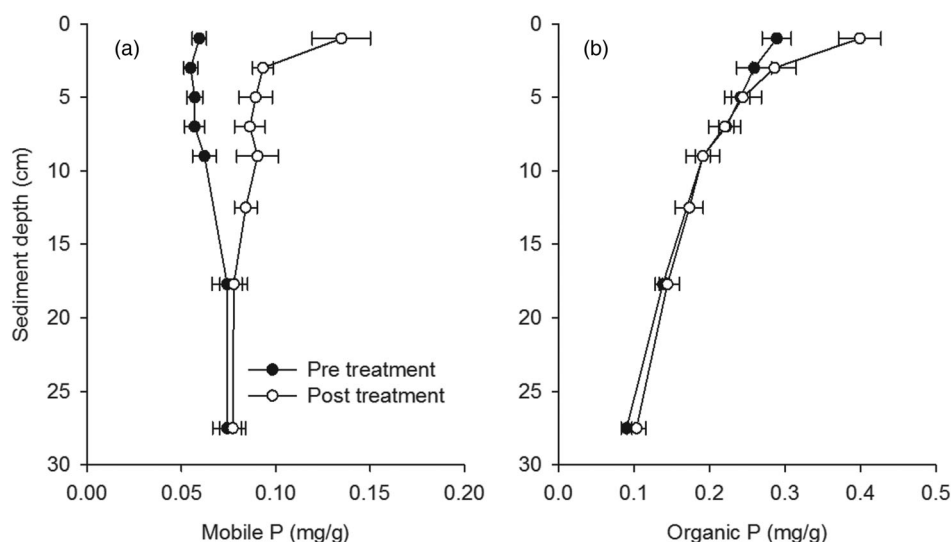 0
5
10
15
20
25
30
Sediment depth (cm)
(a)
Pre treatment
Post treatment
0.00 0.05 0.10 0.15 0.20
Mobile P (mg/g)
0
5
10
15
20
25
30
(b)
0.0 0.1 0.2 0.3 0.4 0.5
Organic P (mg/g)